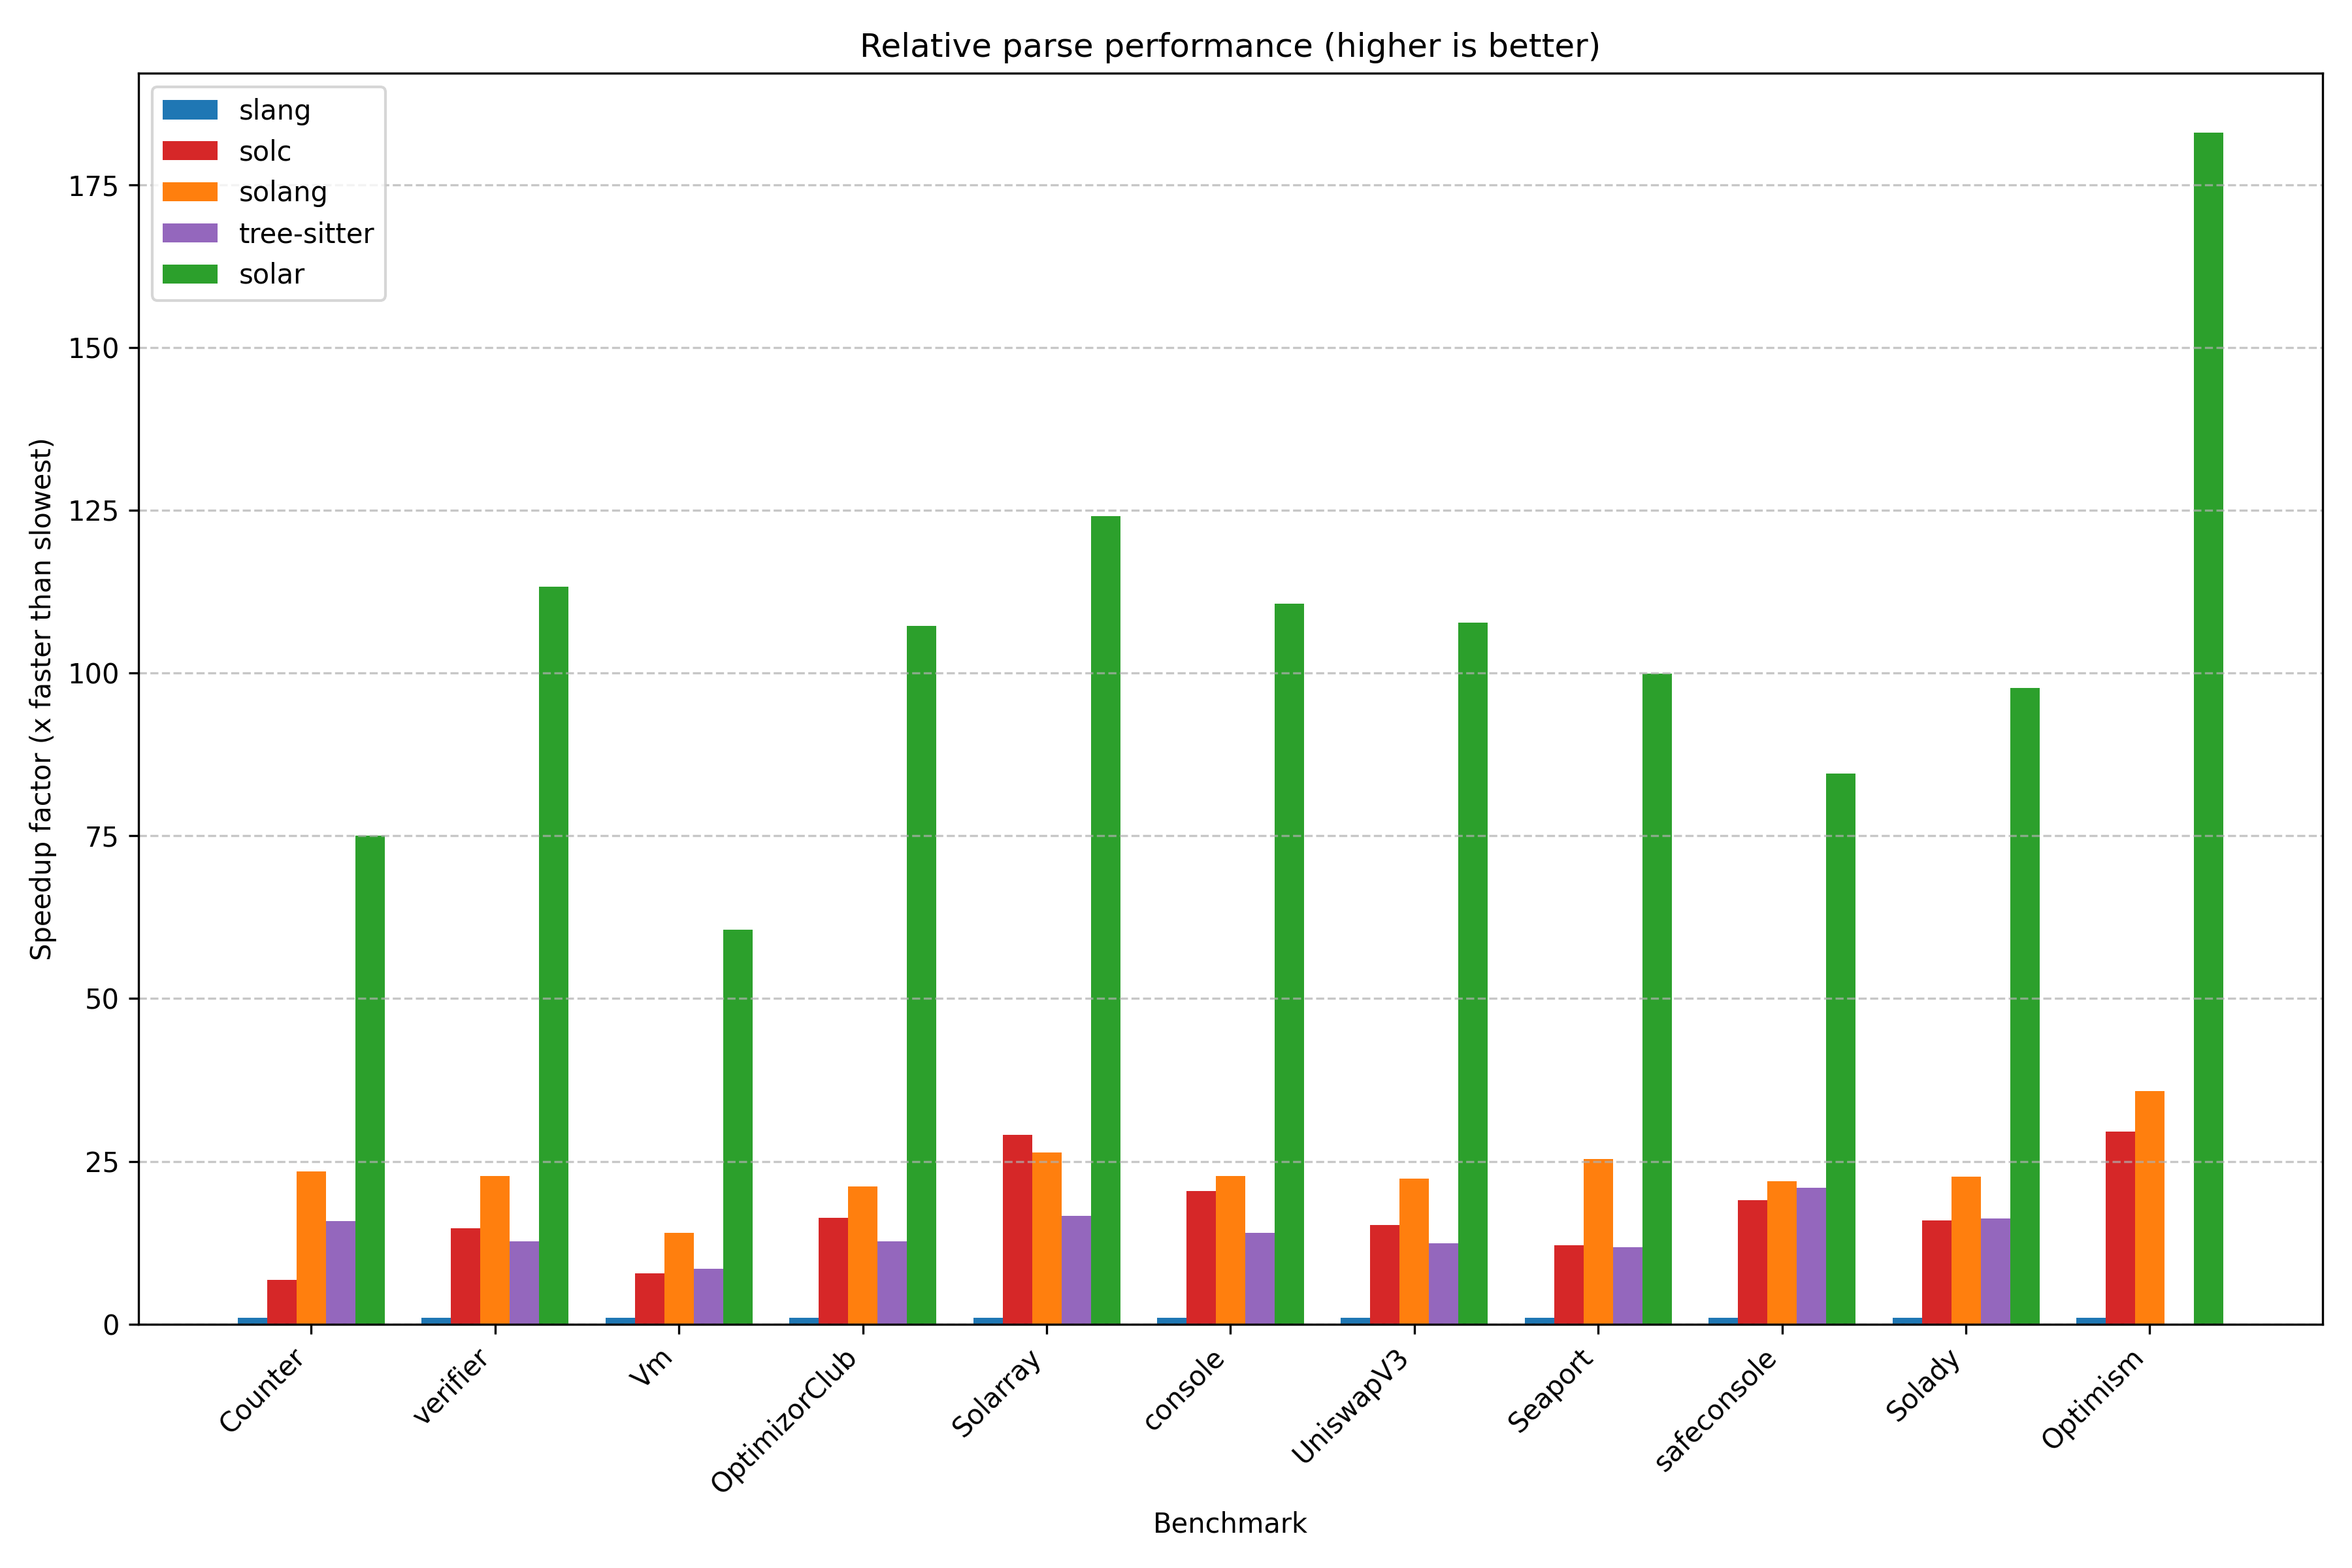 Relative parse performance (higher is better)
slang
solc
solang
tree-sitter
solar
Speedup factor (x faster than slowest)
175
150
125
100
75
50
25
0
Counter
verifier
Vm
OptimizorClub
Solarray
console
UniswapV3
Seaport
safeconsole
Solady
Optimism
Benchmark